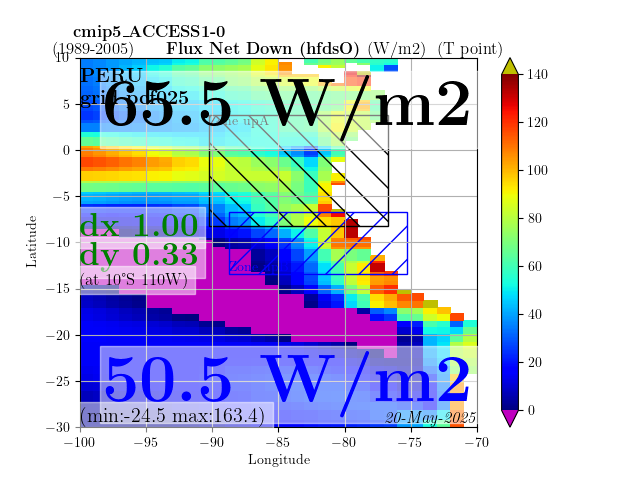 cmip5_ACCESS1-0
(1989-2005) Flux Net Down (hfdsO) (W/m2) (T point)
PERU
grid pdf025
65.5 W/m2
dx 1.00
dy 0.33
(at 10°S 110W)
50.5 W/m2
(min:-24.5 max:163.4)
20-May-2025
10
5
0
−5
−10
−15
−20
−25
−30
−100
−95
−90
−85
−80
−75
−70
Longitude
Latitude
140
120
100
80
60
40
20
0